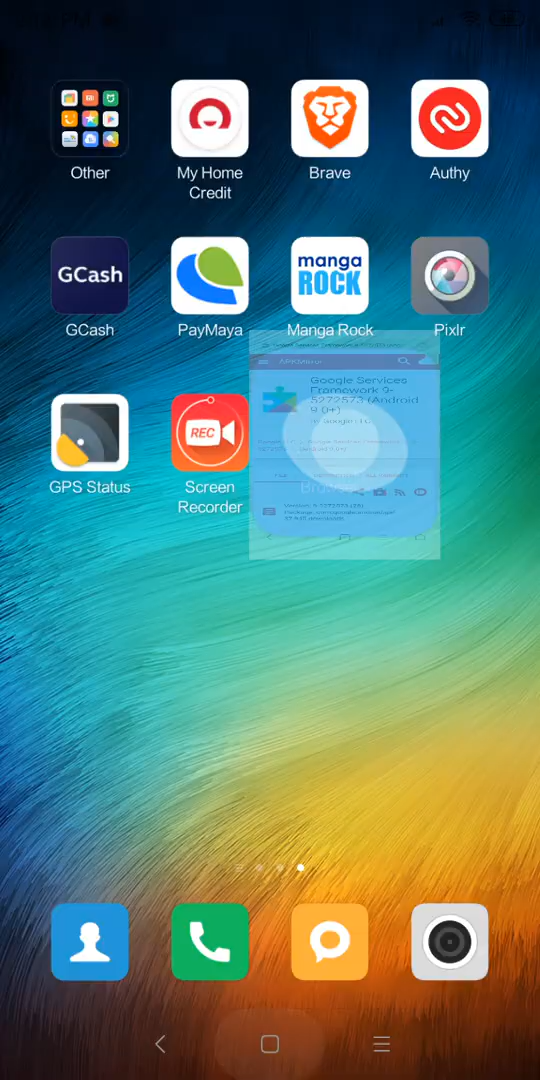 Other
My Home
Credit
Brave
Authy
GCash
manga
ROCK
GCash
PayMaya
Manga Rock
Pixlr
APKMirror
Google Services
Framework 9-
5272573 (Android
9.0+)
REC
GPS Status
Screen
Recorder